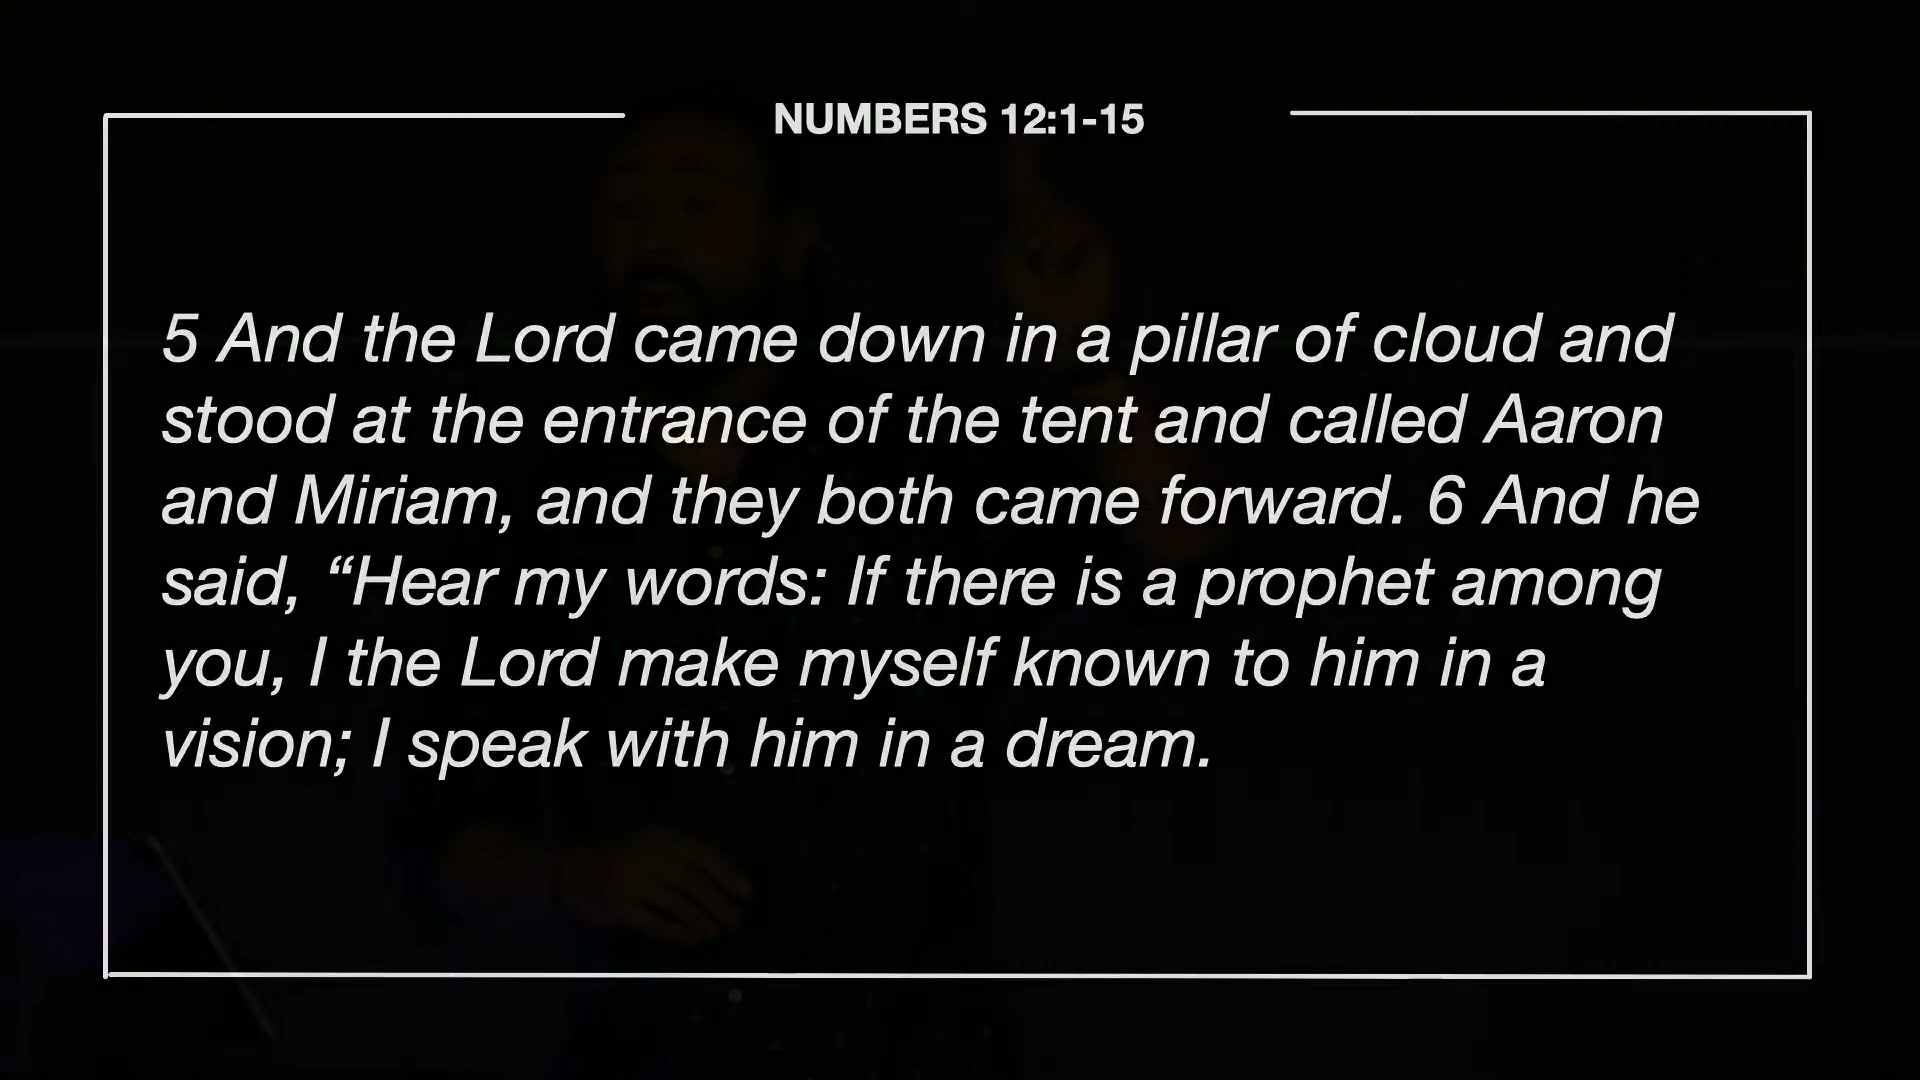 NUMBERS 12:1-15
5 And the Lord came down in a pillar of cloud and
stood at the entrance of the tent and called Aaron
and Miriam, and they both came forward. 6 And he
said, “Hear my words: If there is a prophet among
you, I the Lord make myself known to him in a
vision; I speak with him in a dream.